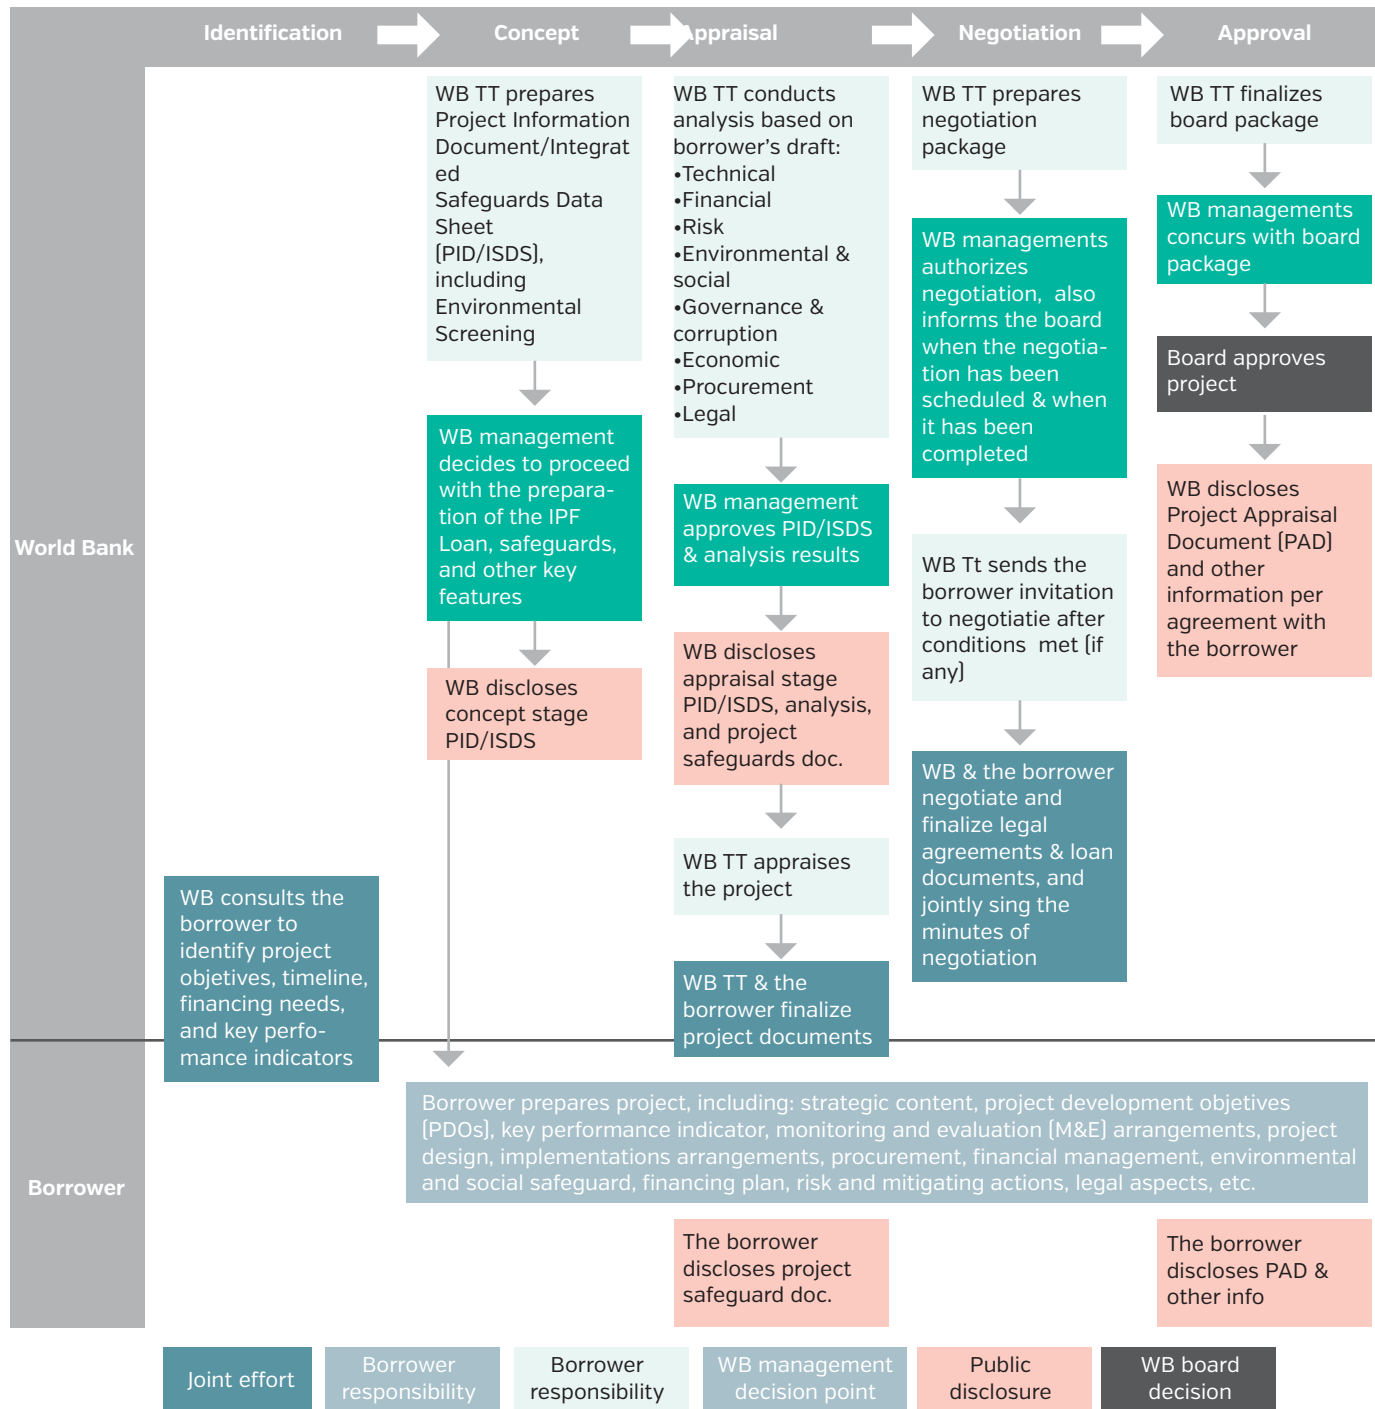 Identification
Concept
Appraisal
Negotiation
Approval
World Bank
WB consults the
borrower to
identify project
objetives, timeline,
financing needs,
and key perfo-
mance indicators
WB TT prepares
Project Information
Document/Integrat
ed
Safeguards Data
Sheet
(PID/ISDS),
including
Environmental
Screening
WB management
decides to proceed
with the prepara-
tion of the IPF
Loan, safeguards,
and other key
features
WB discloses
concept stage
PID/ISDS
WB TT conducts
analysis based on
borrower’s draft:
•Technical
•Financial
•Risk
•Environmental &
social
•Governance &
corruption
•Economic
•Procurement
•Legal
WB management
approves PID/ISDS
& analysis results
WB discloses
appraisal stage
PID/ISDS, analysis,
and project
safeguards doc.
WB TT appraises
the project
WB TT & the
borrower finalize
project documents
WB TT prepares
negotiation
package
WB managements
authorizes
negotiation, also
informs the board
when the negotia-
tion has been
scheduled & when
it has been
completed
WB Tt sends the
borrower invitation
to negotiatie after
conditions met (if
any)
WB & the borrower
negotiate and
finalize legal
agreements & loan
documents, and
jointly sing the
minutes of
negotiation
WB TT finalizes
board package
WB managements
concurs with board
package
Board approves
project
WB discloses
Project Appraisal
Document (PAD)
and other
information per
agreement with
the borrower
Borrower
Borrower prepares project, including: strategic content, project development objetives
(PDOs), key performance indicator, monitoring and evaluation (M&E) arrangements, project
design, implementations arrangements, procurement, financial management, environmental
and social safeguard, financing plan, risk and mitigating actions, legal aspects, etc.
The borrower
discloses project
safeguard doc.
The borrower
discloses PAD &
other info
Joint effort
Borrower
responsibility
Borrower
responsibility
WB management
decision point
Public
disclosure
WB board
decision